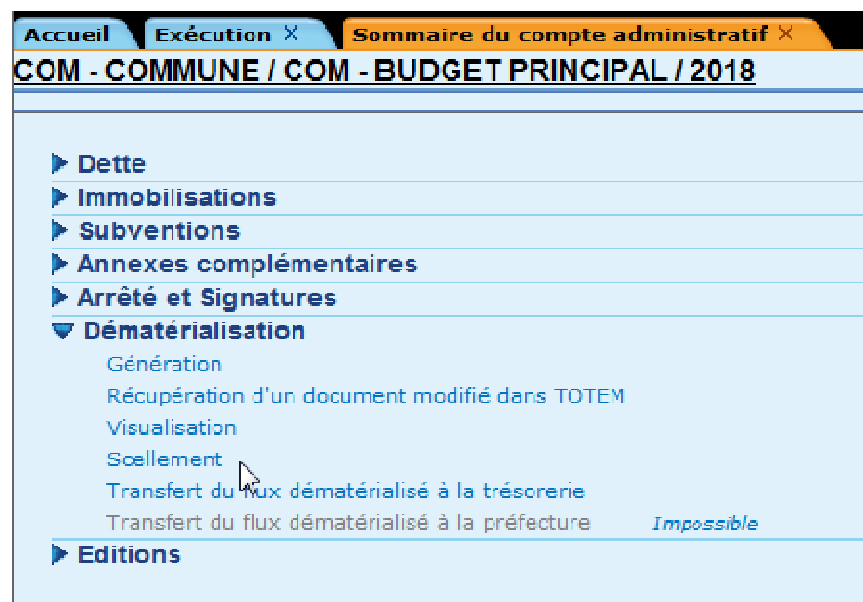 Accueil Exécution X Sommaire du compte administratif X
COM - COMMUNE / COM - BUDGET PRINCIPAL / 2018
Dette
Immobilisations
Subventions
Annexes complémentaires
Arrêté et Signatures
Dématérialisation
Génération
Récupération d'un document modifié dans TOTEM
Visualisation
Scellement
Transfert du flux dématérialisé à la trésorerie
Transfert du flux dématérialisé à la préfecture Impossible
Editions